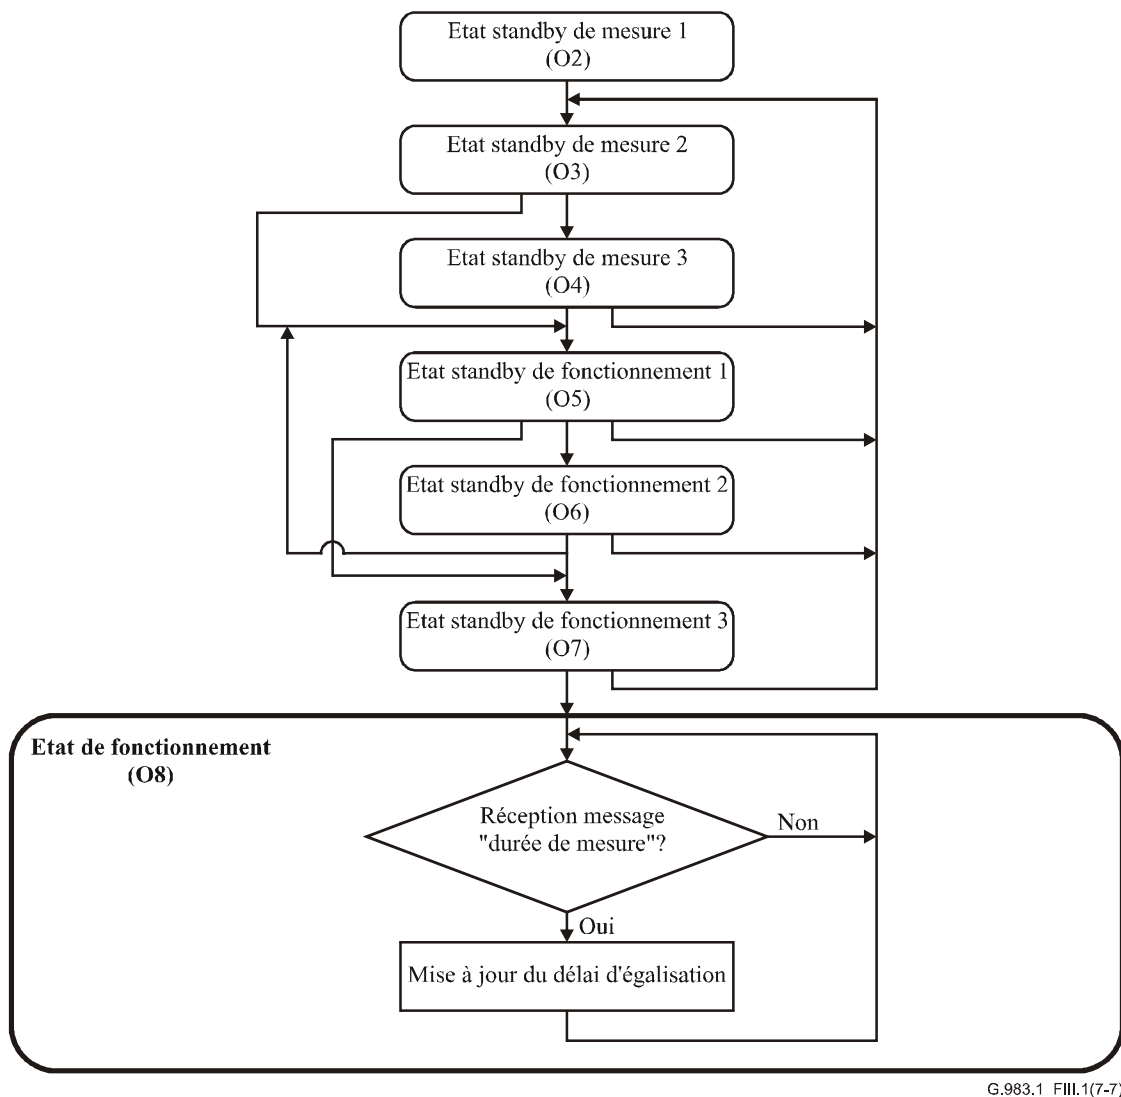 Etat standby de mesure 1
(O2)
Etat standby de mesure 2
(O3)
Etat standby de mesure 3
(O4)
Etat standby de fonctionnement 1
(O5)
Etat standby de fonctionnement 2
(O6)
Etat standby de fonctionnement 3
(O7)
Etat de fonctionnement
(O8)
Réception message
"durée de mesure"?
Non
Oui
Mise à jour du délai d'égalisation
G.983.1_FIII.1(7-7)